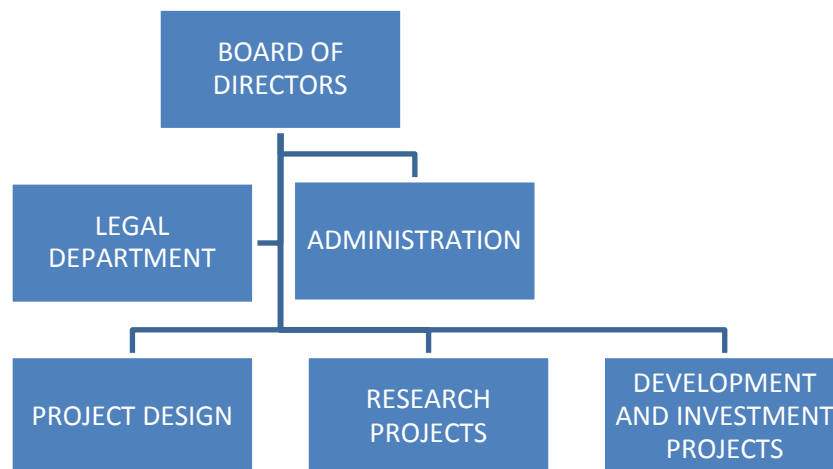 BOARD OF
DIRECTORS
LEGAL
DEPARTMENT
ADMINISTRATION
PROJECT DESIGN
RESEARCH
PROJECTS
DEVELOPMENT
AND INVESTMENT
PROJECTS